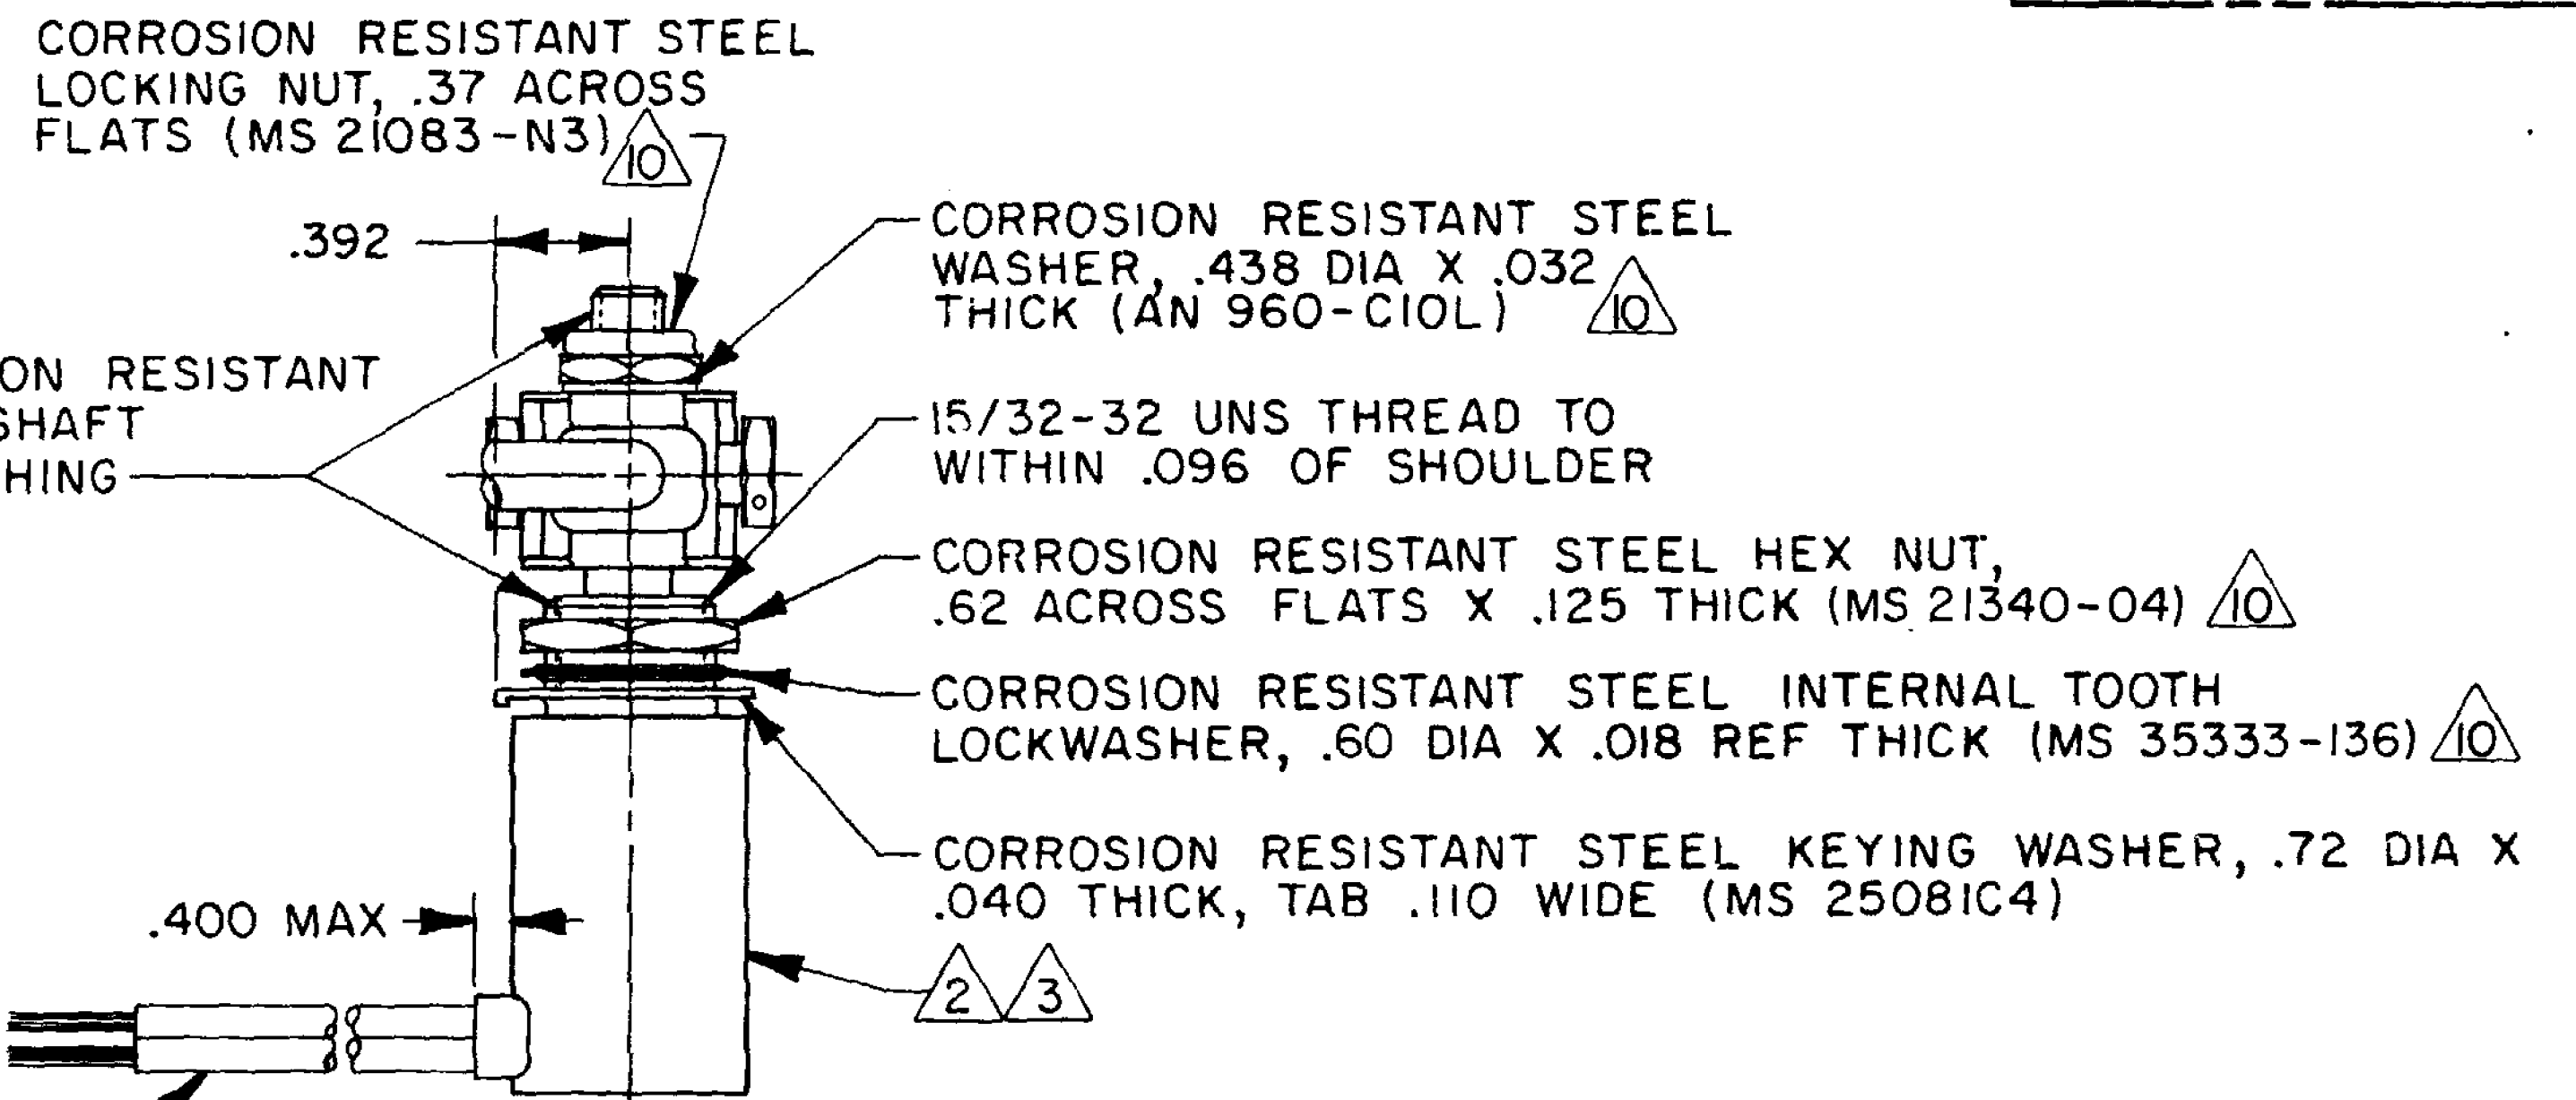 CORROSION RESISTANT STEEL
LOCKING NUT, .37 ACROSS
FLATS (MS 21083-N3) 10
.392
CORROSION RESISTANT STEEL
WASHER, .438 DIA X .032
THICK (AN 960-C10L) 10
ON RESISTANT
SHAFT
HING
15/32-32 UNS THREAD TO
WITHIN .096 OF SHOULDER
CORROSION RESISTANT STEEL HEX NUT,
.62 ACROSS FLATS X .125 THICK (MS 21340-04) 10
CORROSION RESISTANT STEEL INTERNAL TOOTH
LOCKWASHER, .60 DIA X .018 REF THICK (MS 35333-136) 10
CORROSION RESISTANT STEEL KEYING WASHER, .72 DIA X
.040 THICK, TAB .110 WIDE (MS 25081C4)
.400 MAX
2 3